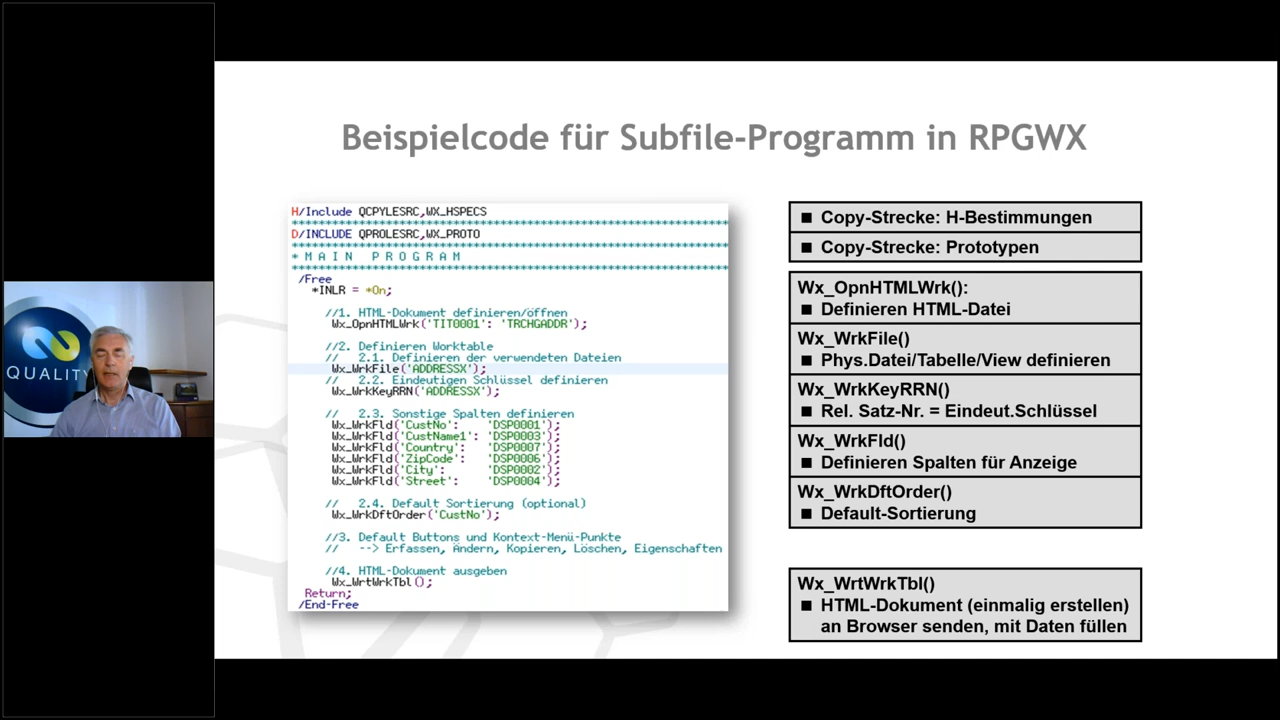 Beispielcode für Subfile-Programm in RPGWX
H/Include QCPYLESRC,WX_HSPECS
D/INCLUDE QPROLESRC,WX_PROTO
* M A I N   P R O G R A M
/Free
*INLR = *On;
//1. HTML-Dokument definieren/öffnen
Wx_OpnHTMLWrk('TIT0001': 'TRCHGADDR');
//2. Definieren Worktable
// 2.1. Definieren der verwendeten Dateien
Wx_WrkFile('ADDRESSX');
// 2.2. Eindeutigen Schlüssel definieren
Wx_WrkKeyRRN('ADDRESSX');
// 2.3. Sonstige Spalten definieren
Wx_WrkFld('CustNo': 'DSP0001');
Wx_WrkFld('CustName1': 'DSP0003');
Wx_WrkFld('Country': 'DSP0007');
Wx_WrkFld('ZipCode': 'DSP0006');
Wx_WrkFld('City': 'DSP0002');
Wx_WrkFld('Street': 'DSP0004');
// 2.4. Default Sortierung (optional)
Wx_WrkDftOrder('CustNo');
//3. Default Buttons und Kontext-Menü-Punkte
// --> Erfassen, Ändern, Kopieren, Löschen, Eigenschaften
//4. HTML-Dokument ausgeben
Wx_WrtWrkTbl();
Return;
/End-Free
■ Copy-Strecke: H-Bestimmungen
■ Copy-Strecke: Prototypen
Wx_OpnHTMLWrk():
■ Definieren HTML-Datei
Wx_WrkFile()
■ Phys.Datei/Tabelle/View definieren
Wx_WrkKeyRRN()
■ Rel. Satz-Nr. = Eindeut.Schlüssel
Wx_WrkFld()
■ Definieren Spalten für Anzeige
Wx_WrkDftOrder()
■ Default-Sortierung
Wx_WrtWrkTbl()
■ HTML-Dokument (einmalig erstellen)
an Browser senden, mit Daten füllen
QUALITY